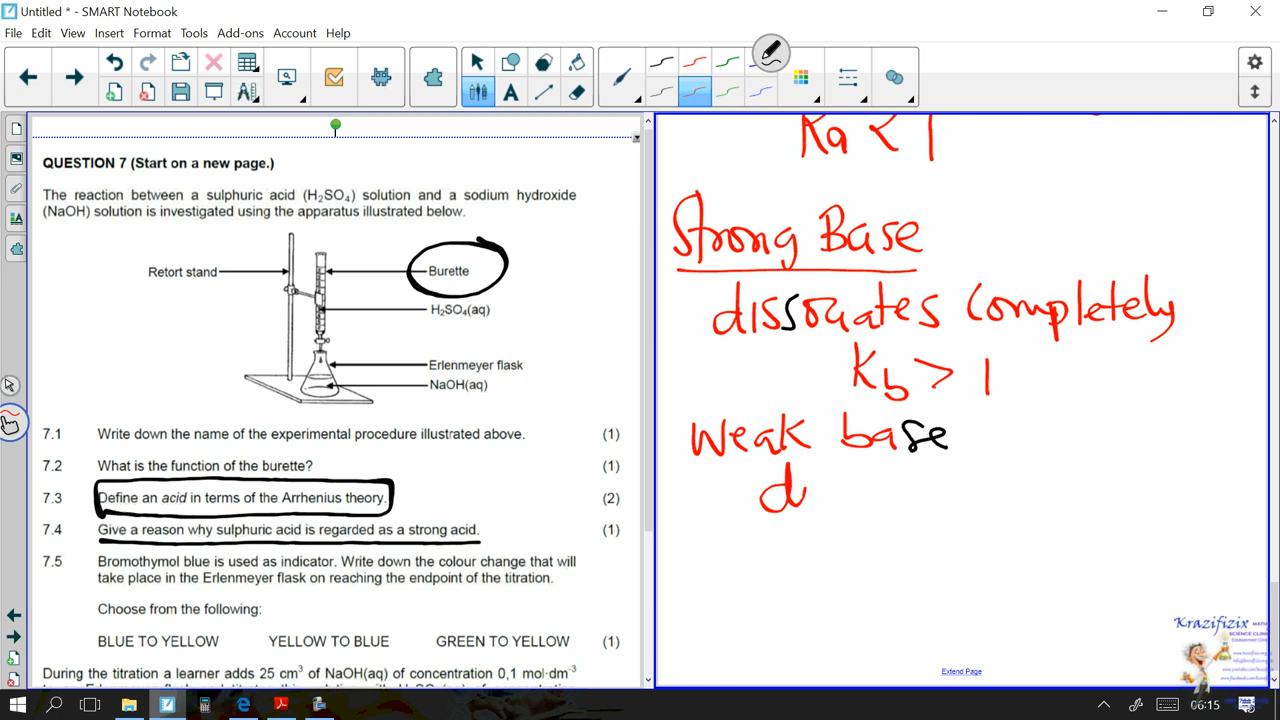 Untitled * - SMART Notebook
File Edit View Insert Format Tools Add-ons Account Help
QUESTION 7 (Start on a new page.)
The reaction between a sulphuric acid (H₂SO₄) solution and a sodium hydroxide
(NaOH) solution is investigated using the apparatus illustrated below.
Retort stand
Burette
H₂SO₄(aq)
Erlenmeyer flask
NaOH(aq)
7.1 Write down the name of the experimental procedure illustrated above. (1)
7.2 What is the function of the burette? (1)
7.3 Define an acid in terms of the Arrhenius theory. (2)
7.4 Give a reason why sulphuric acid is regarded as a strong acid. (1)
7.5 Bromothymol blue is used as indicator. Write down the colour change that will
take place in the Erlenmeyer flask on reaching the endpoint of the titration.
Choose from the following:
BLUE TO YELLOW YELLOW TO BLUE GREEN TO YELLOW (1)
During the titration a learner adds 25 cm³ of NaOH(aq) of concentration 0,1 mol·dm⁻³
Ka < 1
Strong Base
dissociates completely
Kb > 1
Weak base
d
Krazifizix MATH
SCIENCE CLINIC
Extend Page
06:15